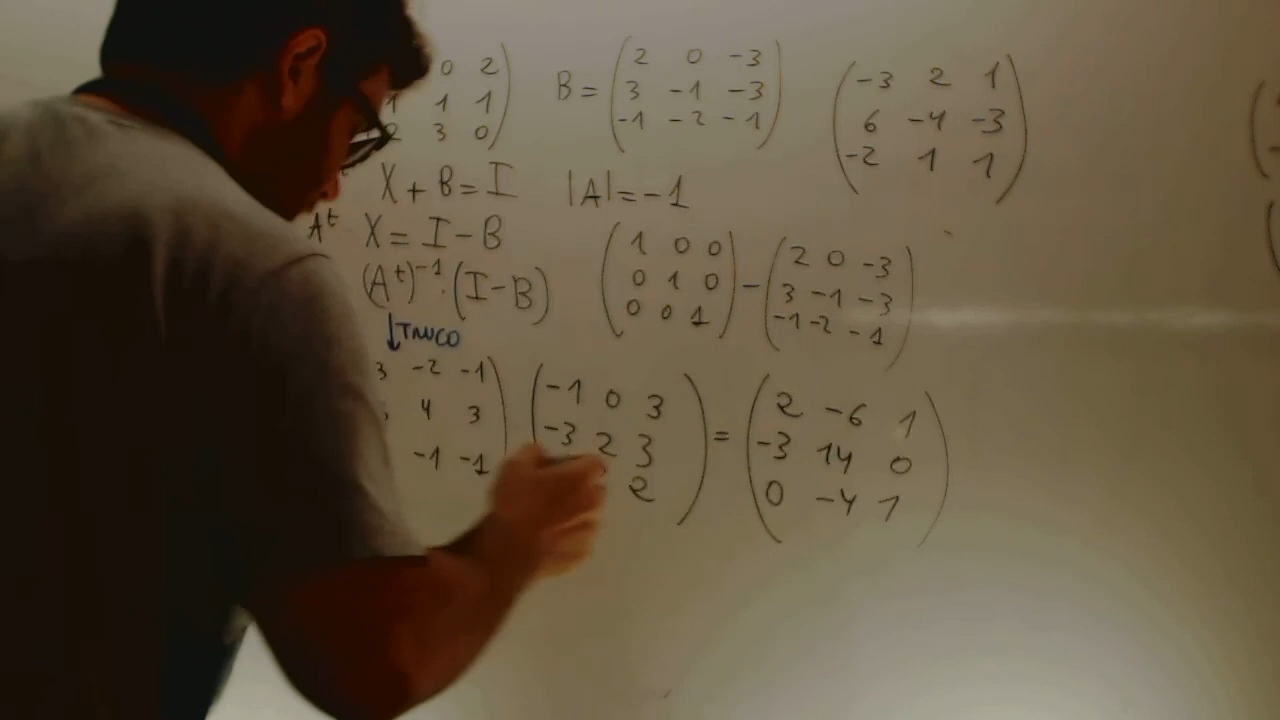 0 2
1 1 1
2 3 0
B = 2 0 -3
3 -1 -3
-1 -2 -1
-3 2 1
6 -4 -3
-2 1 1
X + B = I
|A| = -1
Aᵗ X = I - B
(Aᵗ)⁻¹ · (I - B)
1 0 0
0 1 0
0 0 1
-
2 0 -3
3 -1 -3
-1 -2 -1
↓TRUCO
3 -2 -1
4 3
-1 -1
-1 0 3
-3 2 3
2
=
2 -6 1
-3 14 0
0 -4 1